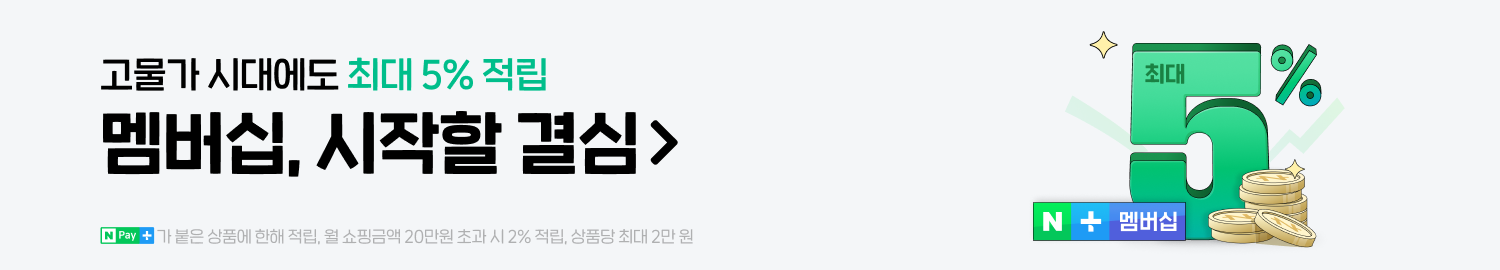 고물가 시대에도 최대 5% 적립
멤버십, 시작할 결심>
N Pay + 가 붙은 상품에 한해 적립, 월 쇼핑금액 20만원 초과 시 2% 적립, 상품당 최대 2만 원
최대
5%
N + 멤버십